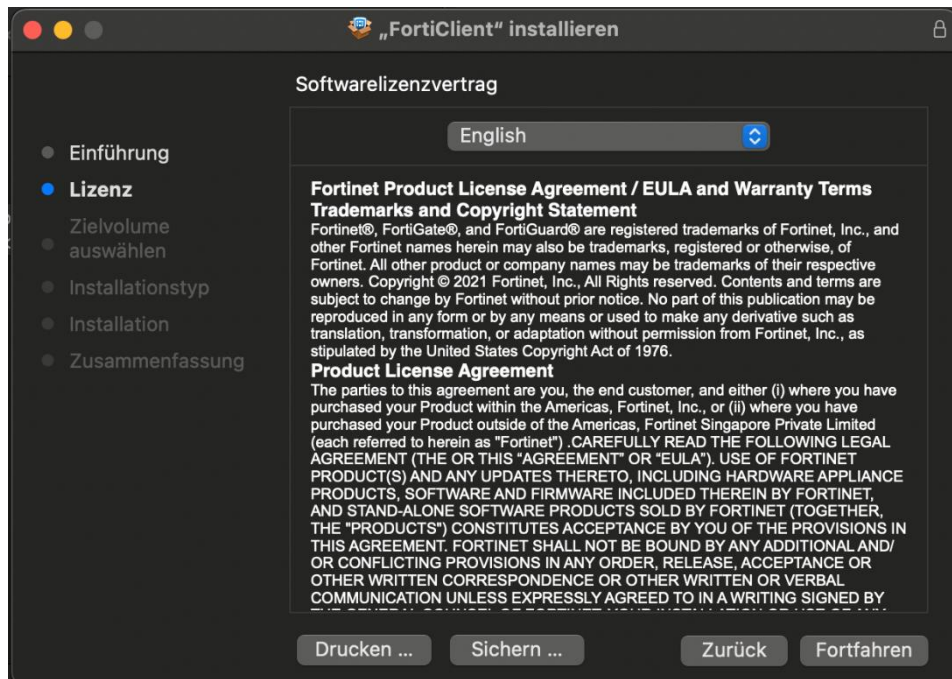 „FortiClient“ installieren
Softwarelizenzvertrag
Einführung
Lizenz
Zielvolume
auswählen
Installationstyp
Installation
Zusammenfassung
English
Fortinet Product License Agreement / EULA and Warranty Terms
Trademarks and Copyright Statement
Fortinet®, FortiGate®, and FortiGuard® are registered trademarks of Fortinet, Inc., and
other Fortinet names herein may also be trademarks, registered or otherwise, of
Fortinet. All other product or company names may be trademarks of their respective
owners. Copyright © 2021 Fortinet, Inc., All Rights reserved. Contents and terms are
subject to change by Fortinet without prior notice. No part of this publication may be
reproduced in any form or by any means or used to make any derivative such as
translation, transformation, or adaptation without permission from Fortinet, Inc., as
stipulated by the United States Copyright Act of 1976.
Product License Agreement
The parties to this agreement are you, the end customer, and either (i) where you have
purchased your Product within the Americas, Fortinet, Inc., or (ii) where you have
purchased your Product outside of the Americas, Fortinet Singapore Private Limited
(each referred to herein as "Fortinet") .CAREFULLY READ THE FOLLOWING LEGAL
AGREEMENT (THE OR THIS “AGREEMENT” OR “EULA”). USE OF FORTINET
PRODUCT(S) AND ANY UPDATES THERETO, INCLUDING HARDWARE APPLIANCE
PRODUCTS, SOFTWARE AND FIRMWARE INCLUDED THEREIN BY FORTINET,
AND STAND-ALONE SOFTWARE PRODUCTS SOLD BY FORTINET (TOGETHER,
THE "PRODUCTS") CONSTITUTES ACCEPTANCE BY YOU OF THE PROVISIONS IN
THIS AGREEMENT. FORTINET SHALL NOT BE BOUND BY ANY ADDITIONAL AND/
OR CONFLICTING PROVISIONS IN ANY ORDER, RELEASE, ACCEPTANCE OR
OTHER WRITTEN CORRESPONDENCE OR OTHER WRITTEN OR VERBAL
COMMUNICATION UNLESS EXPRESSLY AGREED TO IN A WRITING SIGNED BY
Drucken ...
Sichern ...
Zurück
Fortfahren